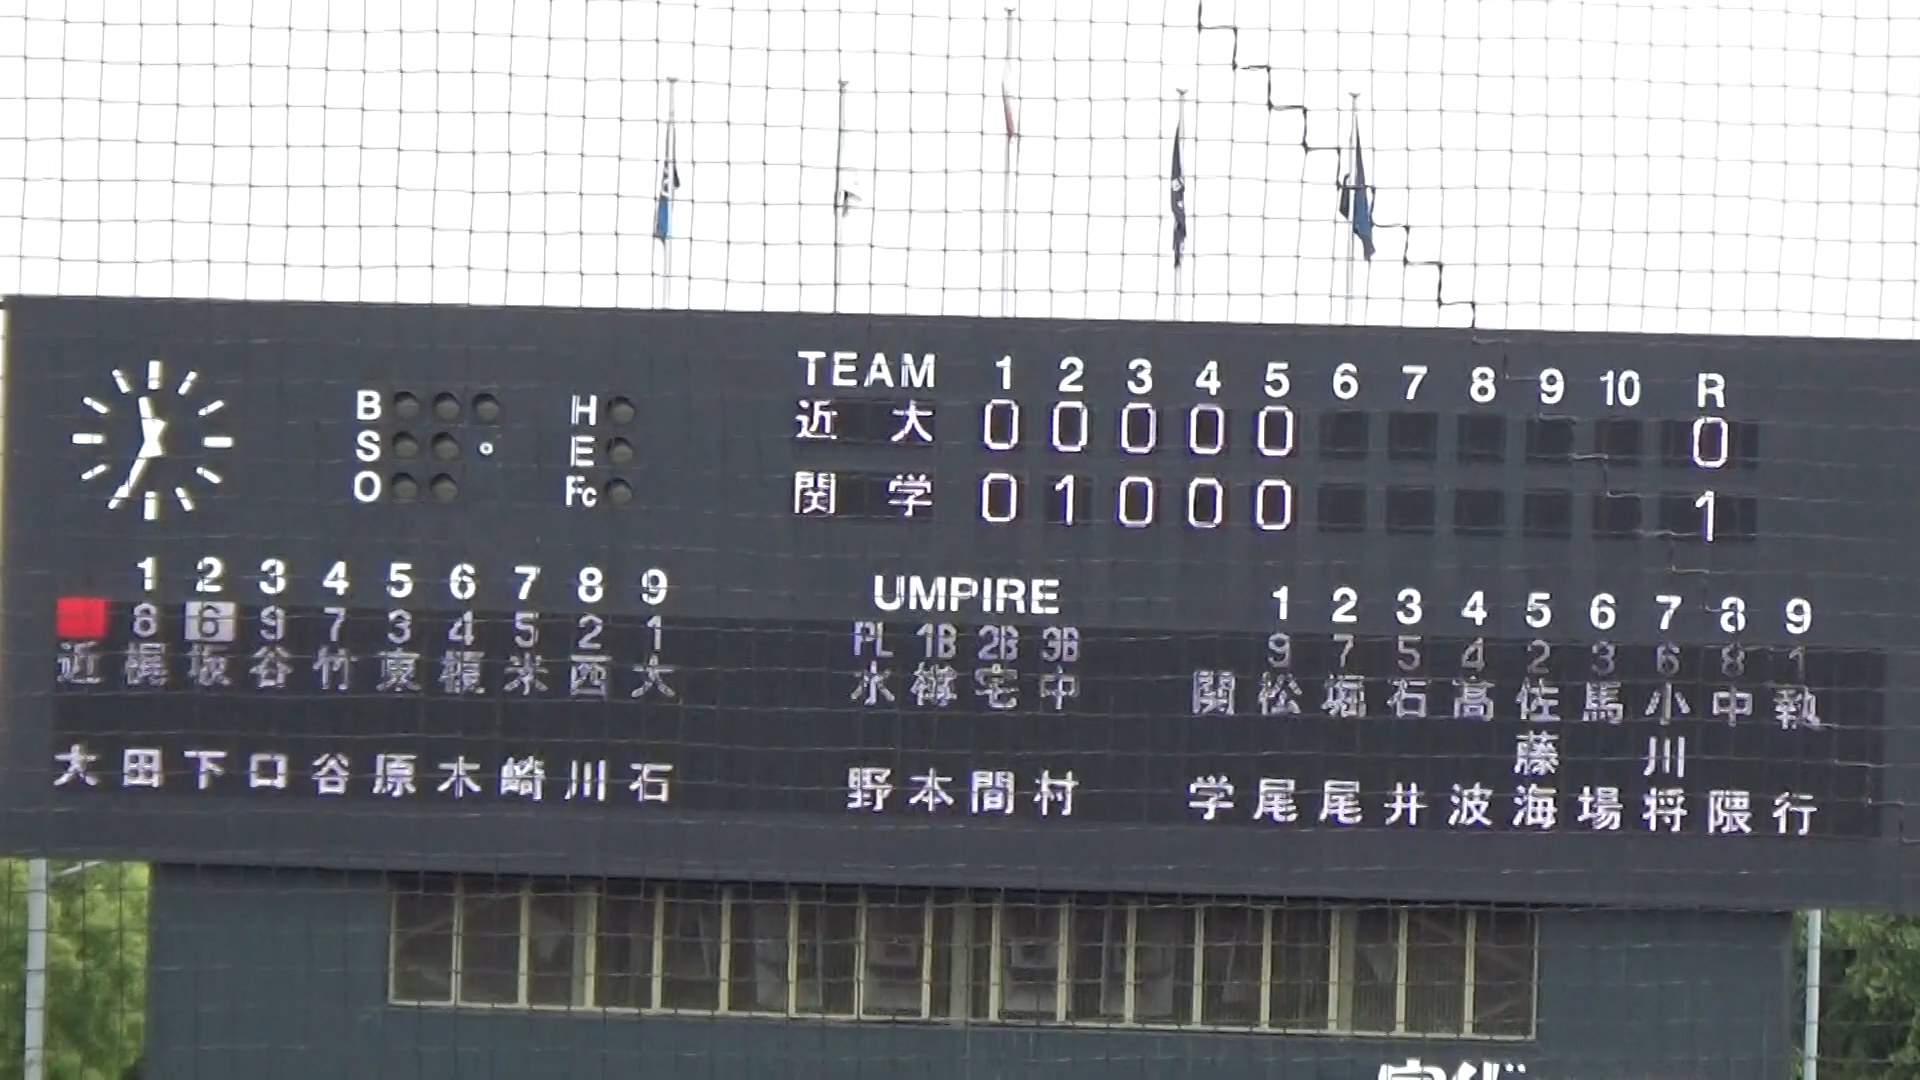 TEAM 1 2 3 4 5 6 7 8 9 10 R
B H
近大 0 0 0 0 0 0
S E
関学 0 1 0 0 0 1
O Fc
1 2 3 4 5 6 7 8 9
8 6 9 7 3 4 5 2 1
近大 梶田 坂下 谷口 竹谷 東原 榎木 米崎 西川 大石
UMPIRE
PL 1B 2B 3B
水野 樽本 宅間 中村
1 2 3 4 5 6 7 8 9
9 7 5 4 2 3 6 8 1
関学 松尾 堀尾 石井 高波 佐藤海 馬場 小川将 中隈 執行